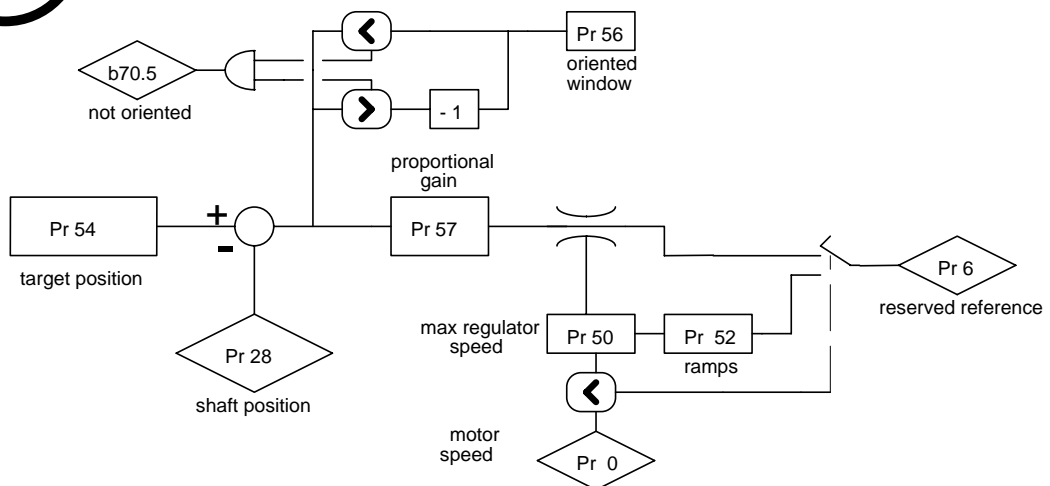 Pr 56
oriented
window
b70.5
not oriented
- 1
proportional
gain
+
-
Pr 54
target position
Pr 57
Pr 28
shaft position
Pr 6
reserved reference
max regulator
speed
Pr 50
Pr 52
ramps
motor
speed
Pr 0